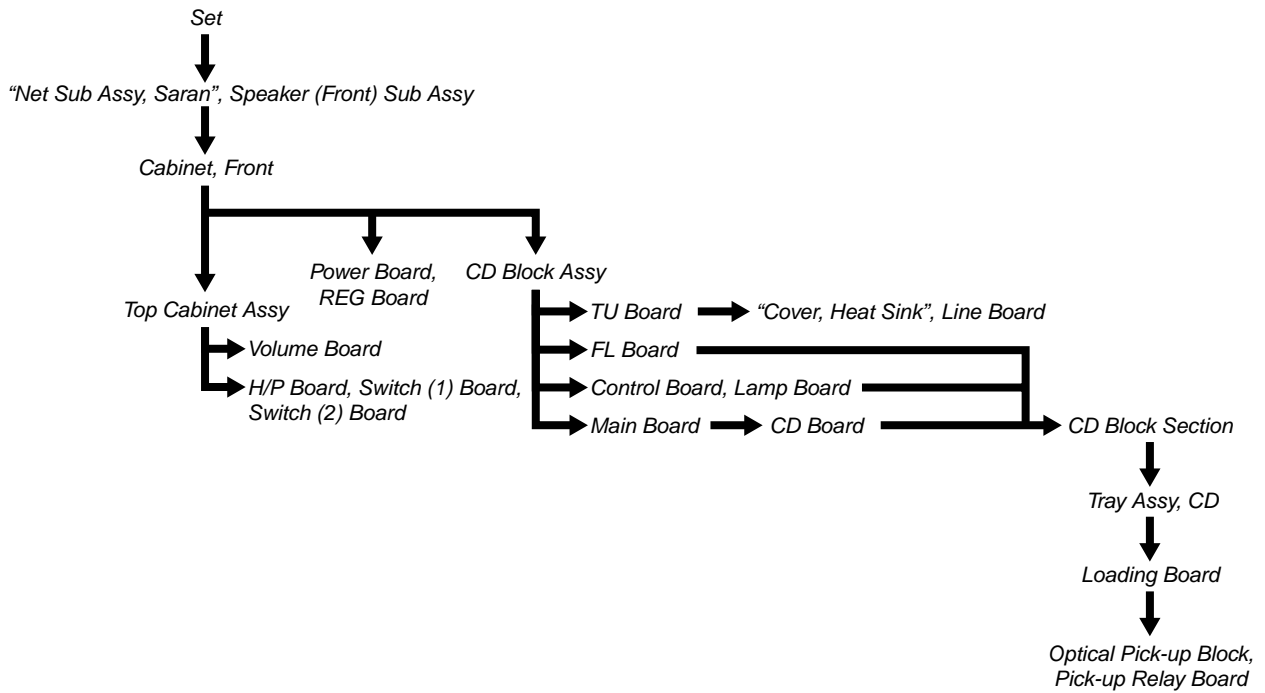 Set
“Net Sub Assy, Saran”, Speaker (Front) Sub Assy
Cabinet, Front
Power Board,
REG Board
CD Block Assy
Top Cabinet Assy
TU Board
“Cover, Heat Sink”, Line Board
Volume Board
FL Board
H/P Board, Switch (1) Board,
Switch (2) Board
Control Board, Lamp Board
Main Board
CD Board
CD Block Section
Tray Assy, CD
Loading Board
Optical Pick-up Block,
Pick-up Relay Board